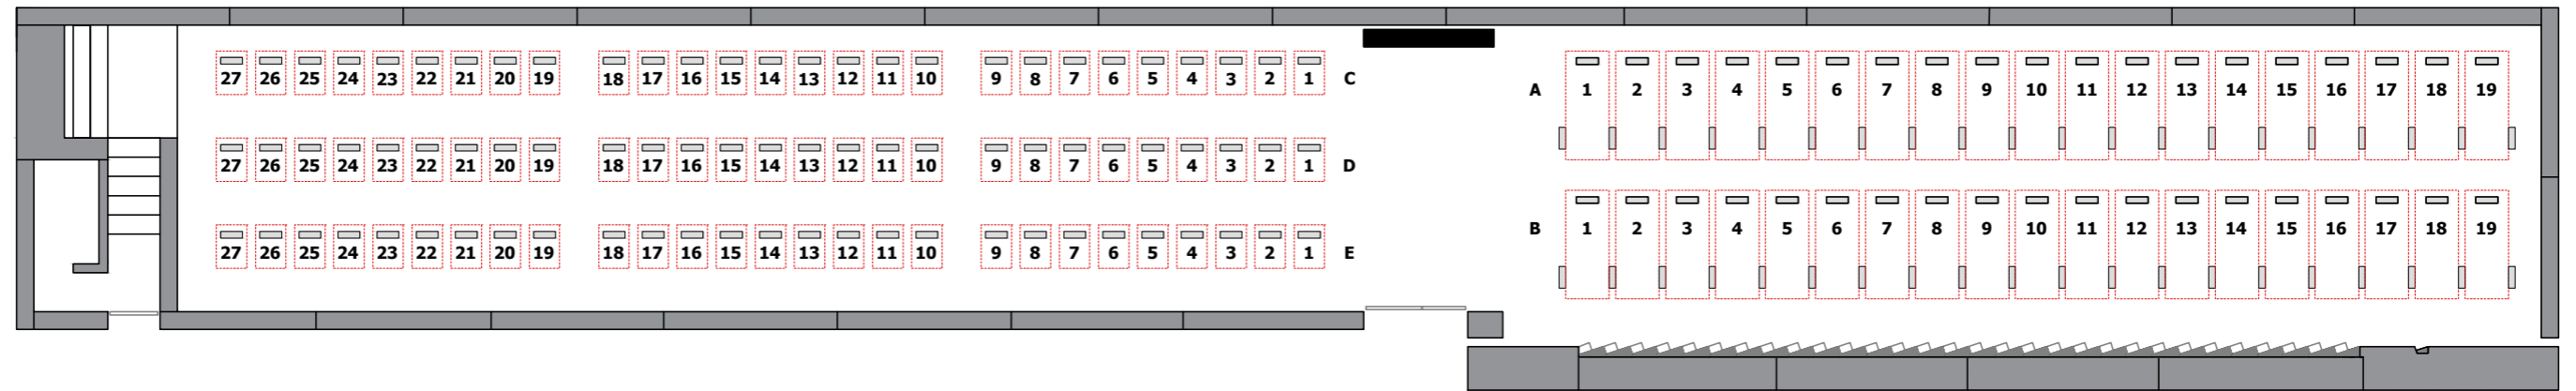 27 26 25 24 23 22 21 20 19 18 17 16 15 14 13 12 11 10 9 8 7 6 5 4 3 2 1 C
A 1 2 3 4 5 6 7 8 9 10 11 12 13 14 15 16 17 18 19
27 26 25 24 23 22 21 20 19 18 17 16 15 14 13 12 11 10 9 8 7 6 5 4 3 2 1 D
B 1 2 3 4 5 6 7 8 9 10 11 12 13 14 15 16 17 18 19
27 26 25 24 23 22 21 20 19 18 17 16 15 14 13 12 11 10 9 8 7 6 5 4 3 2 1 E